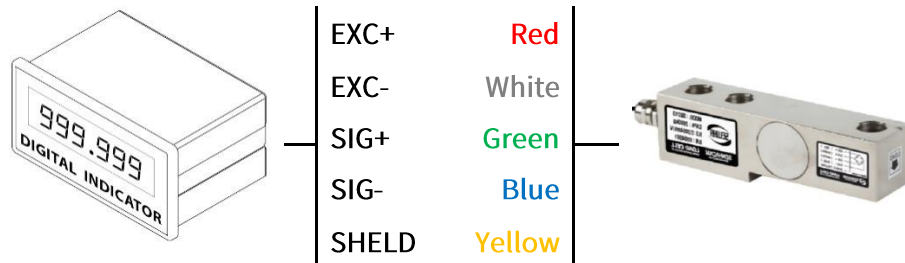 999.999
DIGITAL INDICATOR
EXC+ Red
EXC- White
SIG+ Green
SIG- Blue
SHELD Yellow